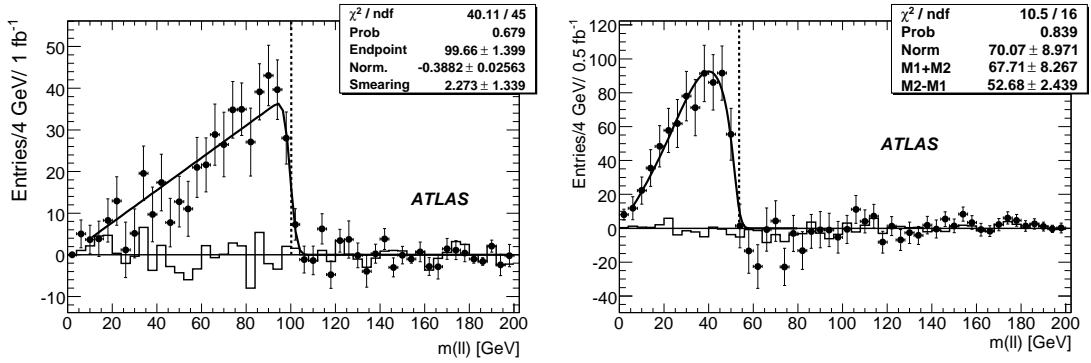 χ² / ndf 40.11 / 45
Prob 0.679
Endpoint 99.66 ± 1.399
Norm. -0.3882 ± 0.02563
Smearing 2.273 ± 1.339
Entries/4 GeV/ 1 fb⁻¹
50
40
30
20
10
0
-10
ATLAS
0 20 40 60 80 100 120 140 160 180 200
m(ll) [GeV]
χ² / ndf 10.5 / 16
Prob 0.839
Norm 70.07 ± 8.971
M1+M2 67.71 ± 8.267
M2-M1 52.68 ± 2.439
Entries/4 GeV/ 0.5 fb⁻¹
120
100
80
60
40
20
0
-20
-40
ATLAS
0 20 40 60 80 100 120 140 160 180 200
m(ll) [GeV]